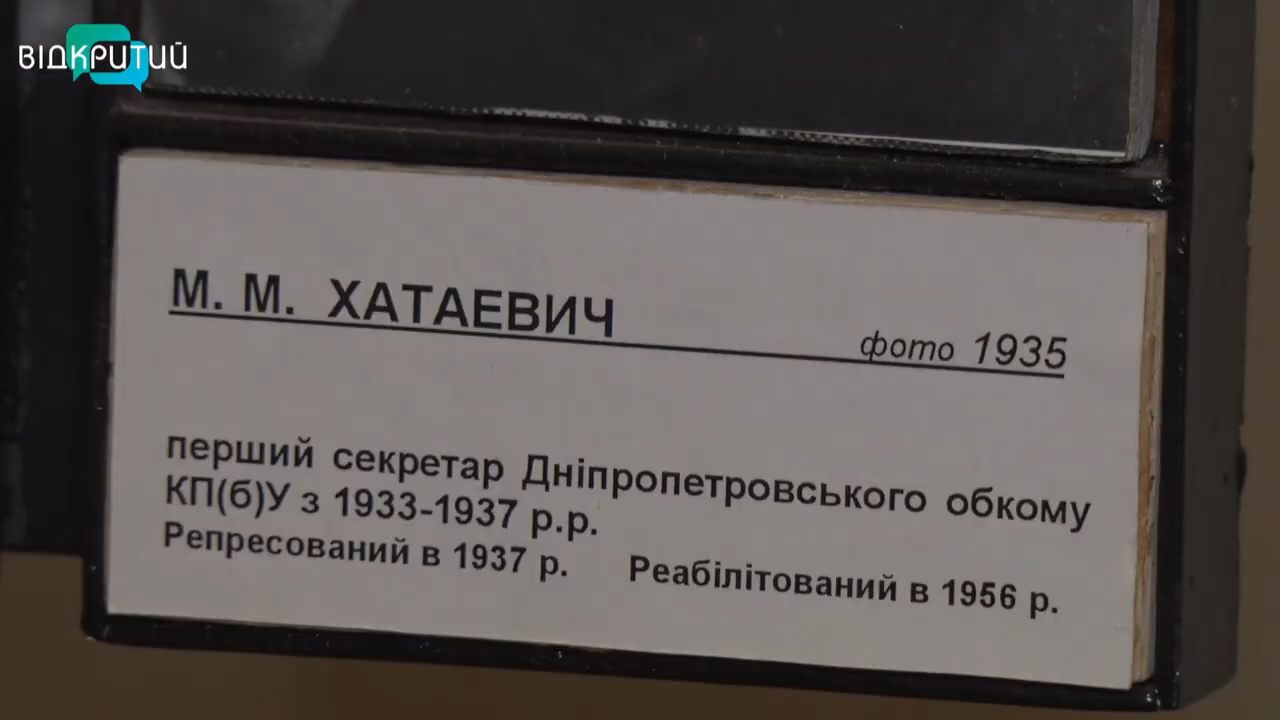 ВІДКРИТИЙ
М. М. ХАТАЕВИЧ
фото 1935
перший секретар Дніпропетровського обкому
КП(б)У з 1933-1937 р.р.
Репресований в 1937 р. Реабілітований в 1956 р.